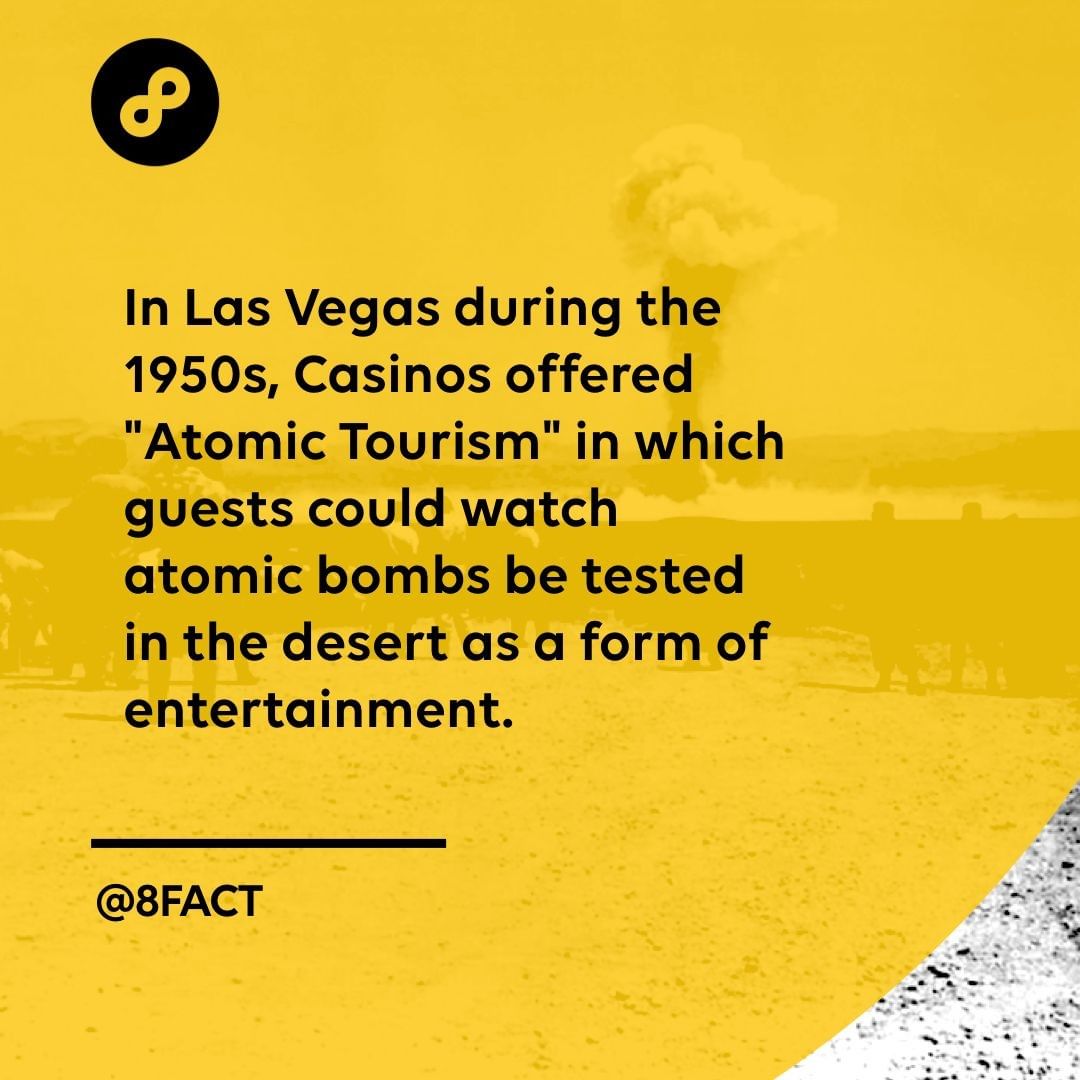 In Las Vegas during the
1950s, Casinos offered
"Atomic Tourism" in which
guests could watch
atomic bombs be tested
in the desert as a form of
entertainment.
@8FACT